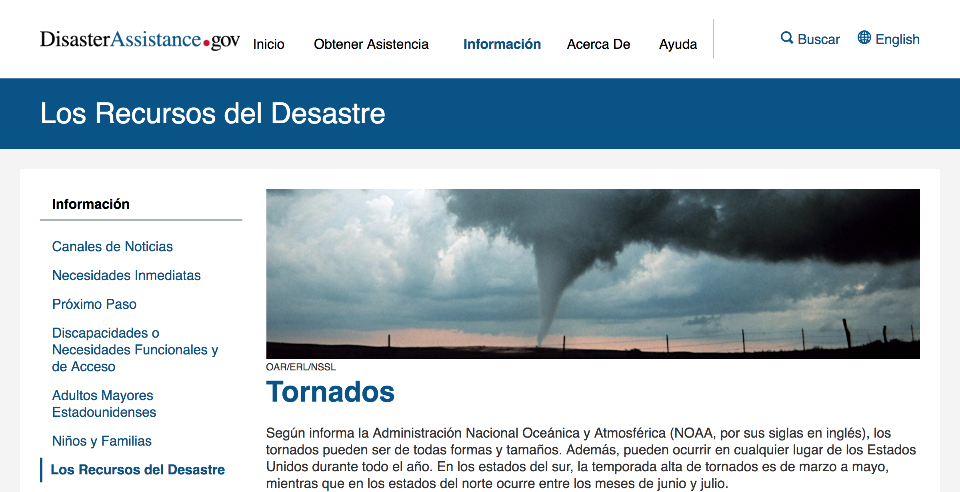 DisasterAssistance.gov
Inicio
Obtener Asistencia
Información
Acerca De
Ayuda
Buscar
English
Los Recursos del Desastre
Información
Canales de Noticias
Necesidades Inmediatas
Próximo Paso
Discapacidades o
Necesidades Funcionales y
de Acceso
Adultos Mayores
Estadounidenses
Niños y Familias
Los Recursos del Desastre
OAR/ERL/NSSL
Tornados
Según informa la Administración Nacional Oceánica y Atmosférica (NOAA, por sus siglas en inglés), los
tornados pueden ser de todas formas y tamaños. Además, pueden ocurrir en cualquier lugar de los Estados
Unidos durante todo el año. En los estados del sur, la temporada alta de tornados es de marzo a mayo,
mientras que en los estados del norte ocurre entre los meses de junio y julio.